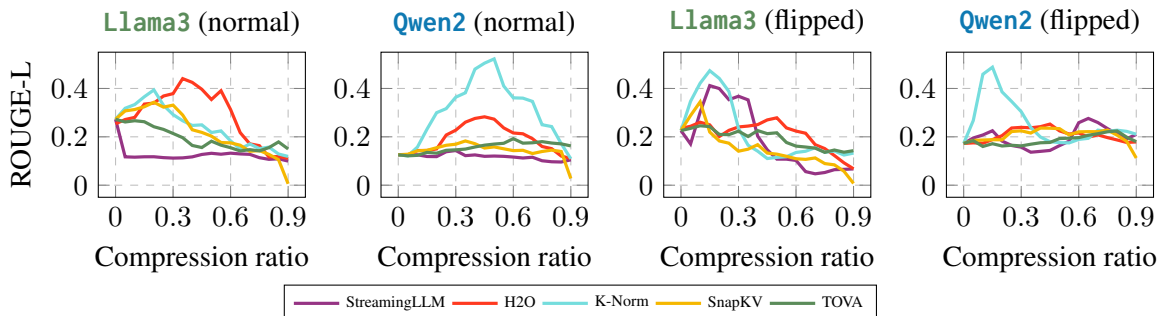 Llama3 (normal) Qwen2 (normal) Llama3 (flipped) Qwen2 (flipped)
ROUGE-L
0.4 0.4 0.4 0.4
0.2 0.2 0.2 0.2
0 0 0 0
0 0.3 0.6 0.9 0 0.3 0.6 0.9 0 0.3 0.6 0.9 0 0.3 0.6 0.9
Compression ratio Compression ratio Compression ratio Compression ratio
StreamingLLM H2O K-Norm SnapKV TOVA